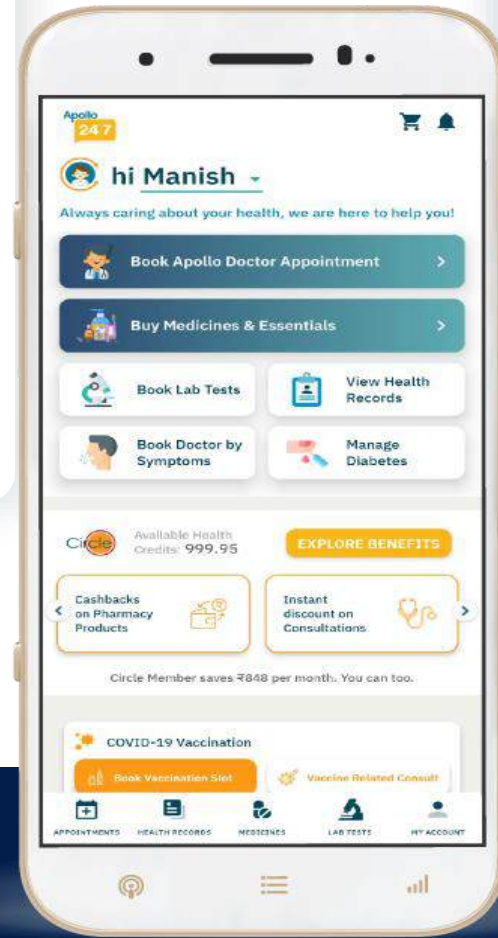 Apollo
24|7
hi Manish
Always caring about your health, we are here to help you!
Book Apollo Doctor Appointment
Buy Medicines & Essentials
Book Lab Tests
View Health
Records
Book Doctor by
Symptoms
Manage
Diabetes
Circle
Available Health
Credits: 999.95
EXPLORE BENEFITS
Cashbacks
on Pharmacy
Products
Instant
discount on
Consultations
Circle Member saves ₹848 per month. You can too.
COVID-19 Vaccination
Book Vaccination Slot
Vaccine Related Consult
APPOINTMENTS
HEALTH RECORDS
MEDICINES
LAB TESTS
MY ACCOUNT